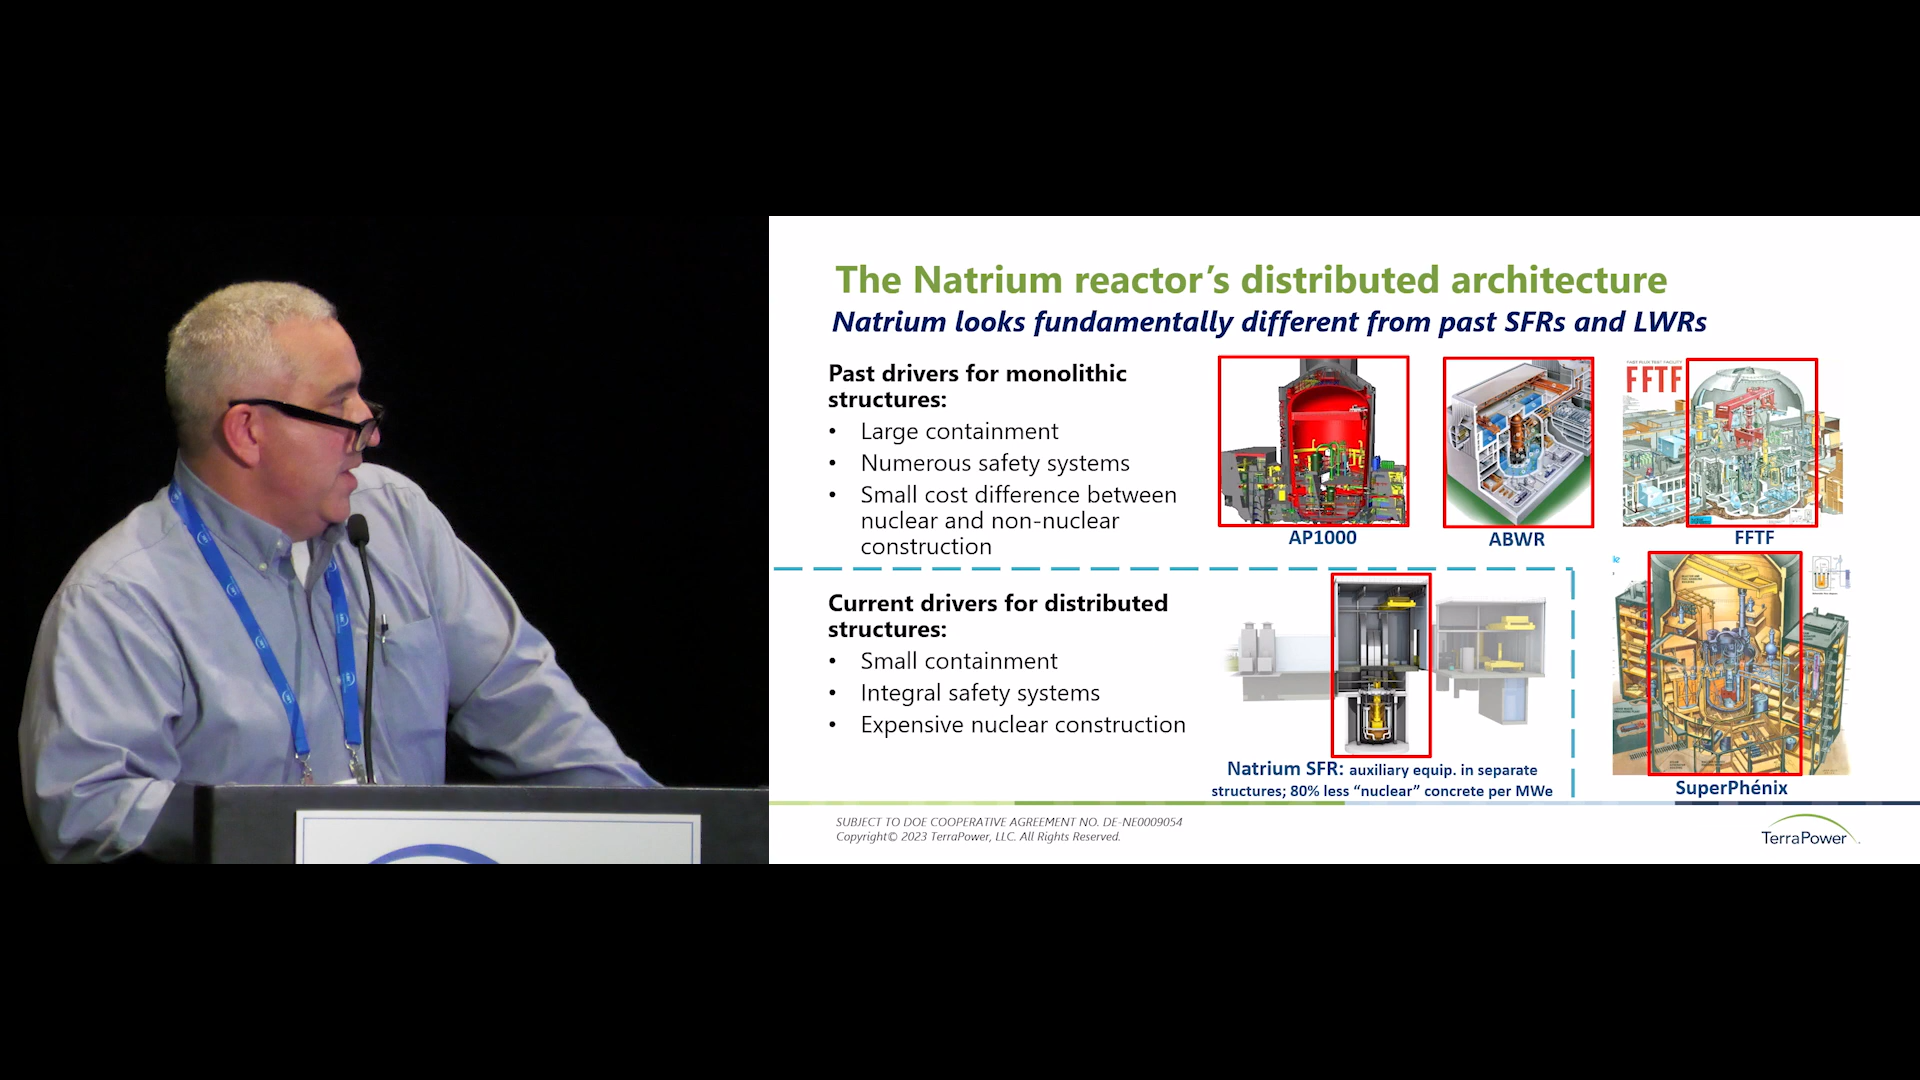 The Natrium reactor’s distributed architecture
Natrium looks fundamentally different from past SFRs and LWRs
Past drivers for monolithic
structures:
• Large containment
• Numerous safety systems
• Small cost difference between
nuclear and non-nuclear
construction
AP1000
ABWR
FAST FLUX TEST FACILITY
FFTF
FFTF
Current drivers for distributed
structures:
• Small containment
• Integral safety systems
• Expensive nuclear construction
Natrium SFR: auxiliary equip. in separate
structures; 80% less “nuclear” concrete per MWe
SuperPhénix
SUBJECT TO DOE COOPERATIVE AGREEMENT NO. DE-NE0009054
Copyright© 2023 TerraPower, LLC. All Rights Reserved.
TerraPower